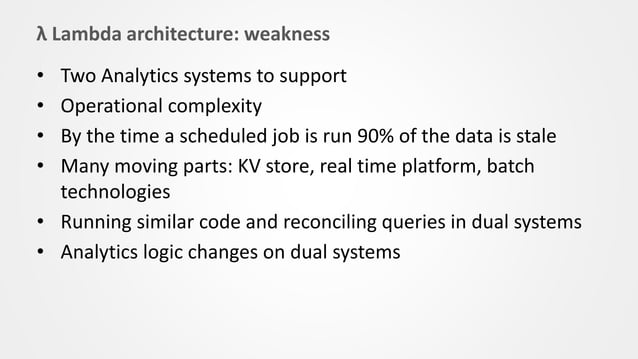 λ Lambda architecture: weakness
• Two Analytics systems to support
• Operational complexity
• By the time a scheduled job is run 90% of the data is stale
• Many moving parts: KV store, real time platform, batch
technologies
• Running similar code and reconciling queries in dual systems
• Analytics logic changes on dual systems